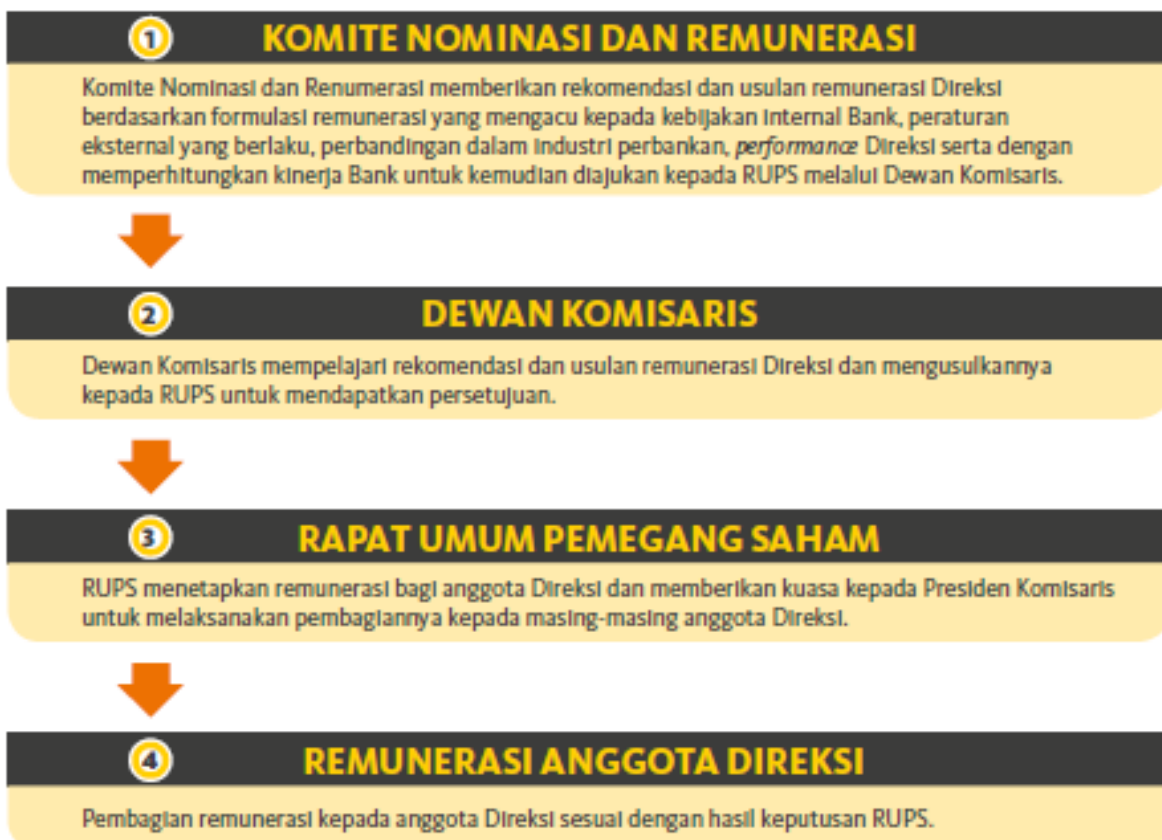 1 KOMITE NOMINASI DAN REMUNERASI
Komite Nominasi dan Renumerasi memberikan rekomendasi dan usulan remunerasi Direksi
berdasarkan formulasi remunerasi yang mengacu kepada kebijakan internal Bank, peraturan
eksternal yang berlaku, perbandingan dalam industri perbankan, performance Direksi serta dengan
memperhitungkan kinerja Bank untuk kemudian diajukan kepada RUPS melalui Dewan Komisaris.
2 DEWAN KOMISARIS
Dewan Komisaris mempelajari rekomendasi dan usulan remunerasi Direksi dan mengusulkannya
kepada RUPS untuk mendapatkan persetujuan.
3 RAPAT UMUM PEMEGANG SAHAM
RUPS menetapkan remunerasi bagi anggota Direksi dan memberikan kuasa kepada Presiden Komisaris
untuk melaksanakan pembagiannya kepada masing-masing anggota Direksi.
4 REMUNERASI ANGGOTA DIREKSI
Pembagian remunerasi kepada anggota Direksi sesuai dengan hasil keputusan RUPS.